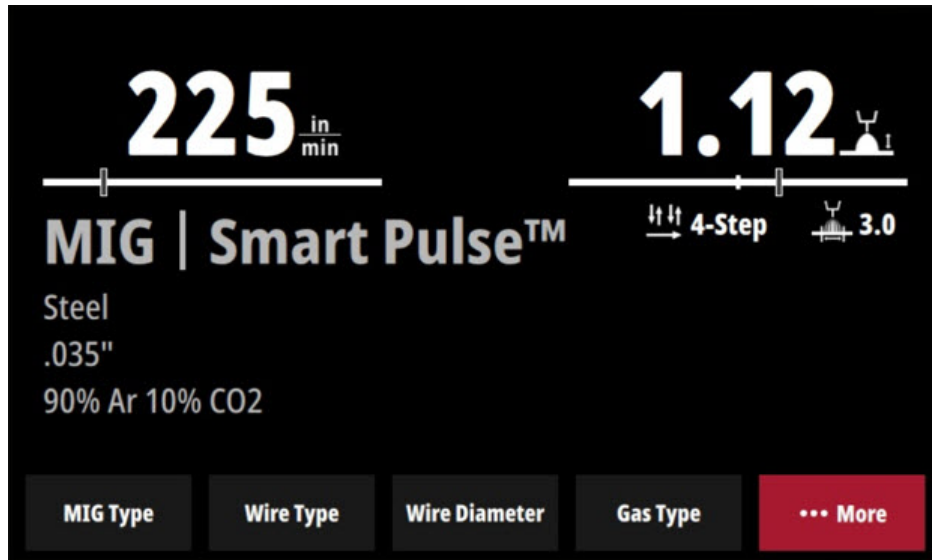 225 in/min
1.12
4-Step 3.0
MIG | Smart Pulse™
Steel
.035"
90% Ar 10% CO2
MIG Type Wire Type Wire Diameter Gas Type ••• More